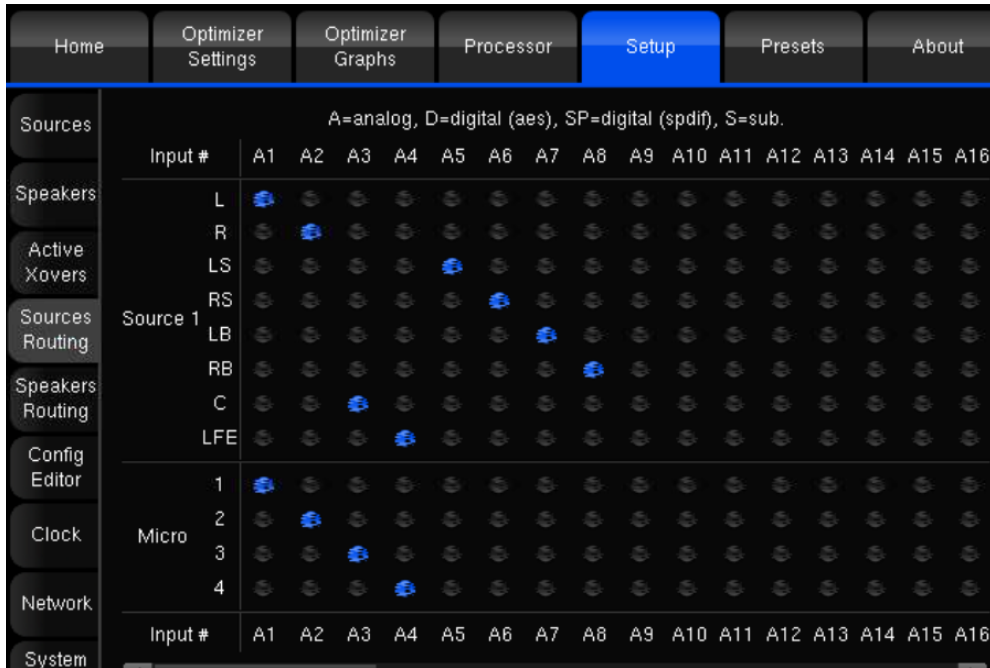 Home
Optimizer
Settings
Optimizer
Graphs
Processor
Setup
Presets
About
Sources
Speakers
Active
Xovers
Sources
Routing
Speakers
Routing
Config
Editor
Clock
Network
System
A=analog, D=digital (aes), SP=digital (spdif), S=sub.
Input # A1 A2 A3 A4 A5 A6 A7 A8 A9 A10 A11 A12 A13 A14 A15 A16
Source 1
L
R
LS
RS
LB
RB
C
LFE
Micro
1
2
3
4
Input # A1 A2 A3 A4 A5 A6 A7 A8 A9 A10 A11 A12 A13 A14 A15 A16